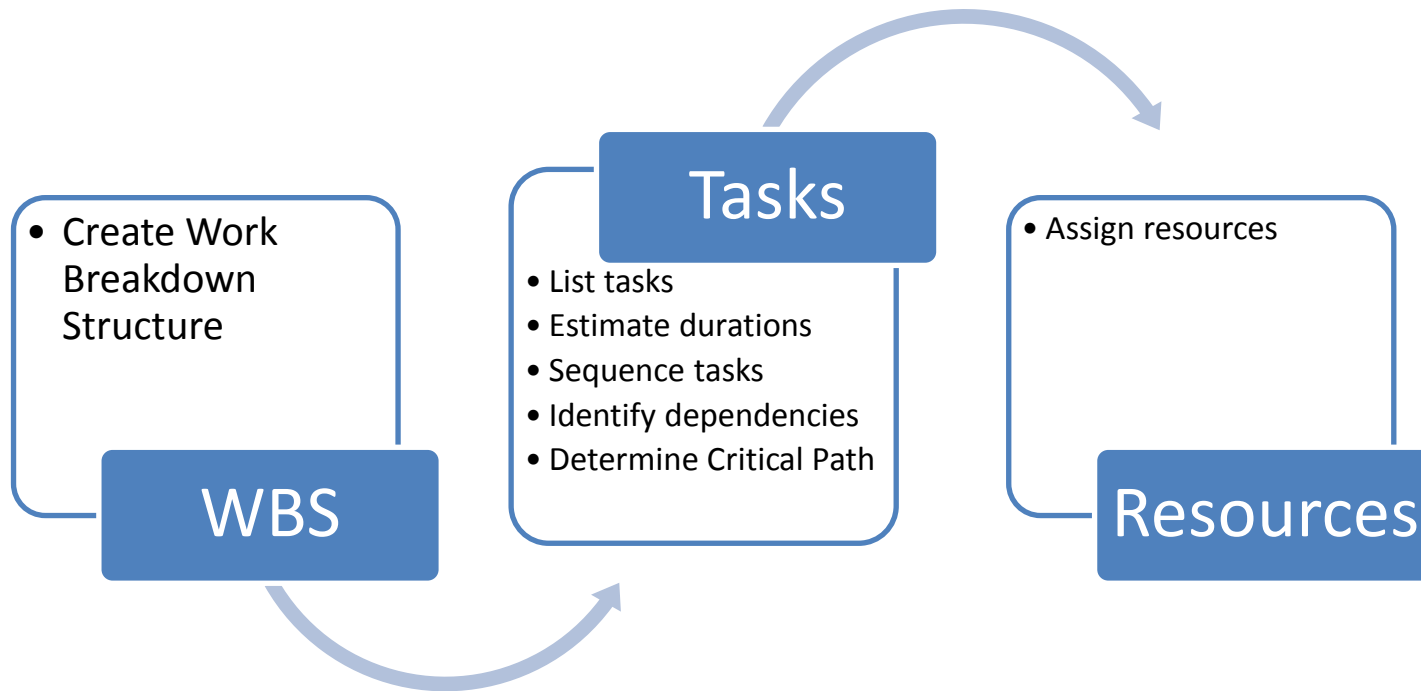 • Create Work
Breakdown
Structure
WBS
Tasks
• List tasks
• Estimate durations
• Sequence tasks
• Identify dependencies
• Determine Critical Path
• Assign resources
Resources